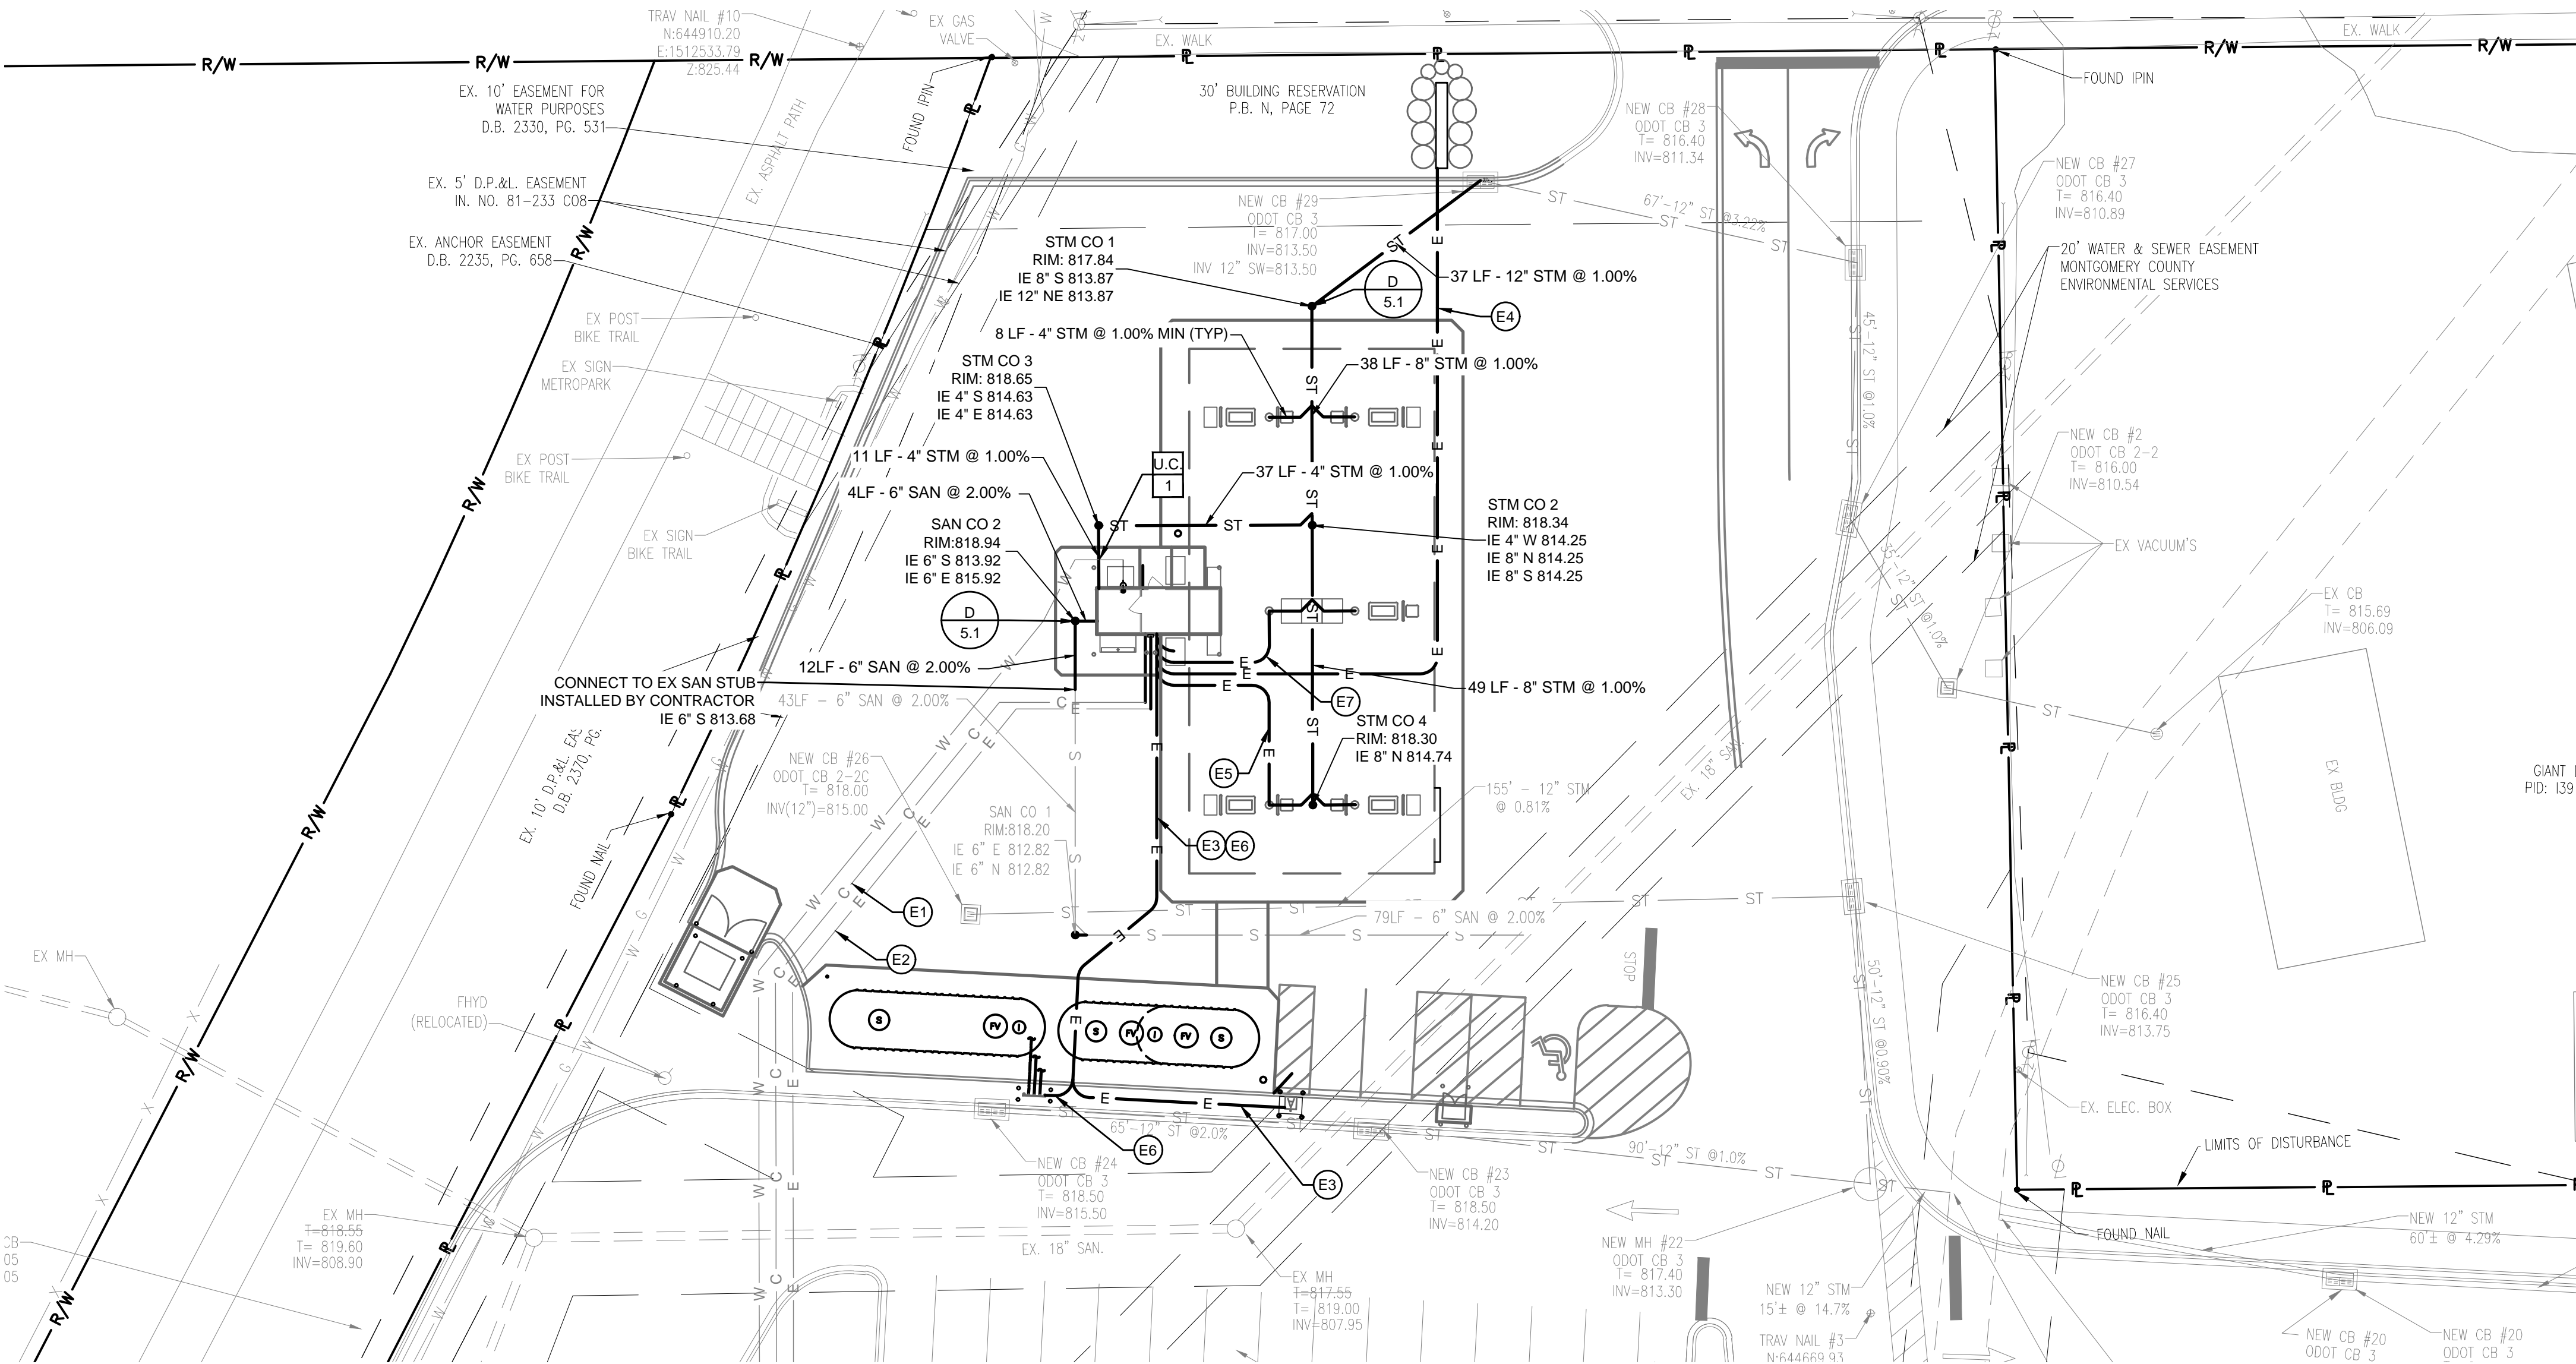 TRAV NAIL #10
N:644910.20
E:1512533.79
Z:825.44
EX GAS
VALVE
EX. WALK
EX. WALK
R/W
R/W
R/W
R/W
R/W
FOUND IPIN
FOUND IPIN
EX. 10' EASEMENT FOR
WATER PURPOSES
D.B. 2330, PG. 531
EX. ASPHALT PATH
30' BUILDING RESERVATION
P.B. N, PAGE 72
NEW CB #28
ODOT CB 3
T= 816.40
INV=811.34
NEW CB #27
ODOT CB 3
T= 816.40
INV=810.89
EX. 5' D.P.&L. EASEMENT
IN. NO. 81-233 C08
EX. ANCHOR EASEMENT
D.B. 2235, PG. 658
NEW CB #29
ODOT CB 3
T= 817.00
INV=813.50
INV 12" SW=813.50
67'-12" ST @3.22%
STM CO 1
RIM: 817.84
IE 8" S 813.87
IE 12" NE 813.87
D
5.1
37 LF - 12" STM @ 1.00%
20' WATER & SEWER EASEMENT
MONTGOMERY COUNTY
ENVIRONMENTAL SERVICES
E4
EX POST
BIKE TRAIL
8 LF - 4" STM @ 1.00% MIN (TYP)
38 LF - 8" STM @ 1.00%
45'-12" ST @1.0%
EX SIGN
METROPARK
STM CO 3
RIM: 818.65
IE 4" S 814.63
IE 4" E 814.63
EX POST
BIKE TRAIL
11 LF - 4" STM @ 1.00%
U.C.
1
37 LF - 4" STM @ 1.00%
NEW CB #2
ODOT CB 2-2
T= 816.00
INV=810.54
4LF - 6" SAN @ 2.00%
EX SIGN
BIKE TRAIL
SAN CO 2
RIM:818.94
IE 6" S 813.92
IE 6" E 815.92
STM CO 2
RIM: 818.34
IE 4" W 814.25
IE 8" N 814.25
IE 8" S 814.25
EX VACUUM'S
35'-12" ST @1.0%
D
5.1
EX CB
T= 815.69
INV=806.09
12LF - 6" SAN @ 2.00%
CONNECT TO EX SAN STUB
INSTALLED BY CONTRACTOR
IE 6" S 813.68
43LF - 6" SAN @ 2.00%
49 LF - 8" STM @ 1.00%
E7
STM CO 4
RIM: 818.30
IE 8" N 814.74
E5
EX. 10' D.P.&L. EAS
D.B. 2370, PG.
NEW CB #26
ODOT CB 2-2C
T= 818.00
INV(12")=815.00
155' - 12" STM
@ 0.81%
EX. 18" SAN.
EX BLDG
GIANT
PID: I39
SAN CO 1
RIM:818.20
IE 6" E 812.82
IE 6" N 812.82
E3
E6
FOUND NAIL
E1
E2
79LF - 6" SAN @ 2.00%
STOP
EX MH
FHYD
(RELOCATED)
S
FV
I
S
FV
I
FV
S
50'-12" ST @0.90%
NEW CB #25
ODOT CB 3
T= 816.40
INV=813.75
65'-12" ST @2.0%
E6
E3
EX. ELEC. BOX
NEW CB #24
ODOT CB 3
T= 818.50
INV=815.50
NEW CB #23
ODOT CB 3
T= 818.50
INV=814.20
90'-12" ST @1.0%
LIMITS OF DISTURBANCE
EX MH
T=818.55
T= 819.60
INV=808.90
EX. 18" SAN.
EX MH
T=817.55
T= 819.00
INV=807.95
NEW MH #22
ODOT CB 3
T= 817.40
INV=813.30
FOUND NAIL
NEW 12" STM
60'± @ 4.29%
NEW 12" STM
15'± @ 14.7%
TRAV NAIL #3
N:644669.93
NEW CB #20
ODOT CB 3
NEW CB #20
ODOT CB 3
CB
05
05